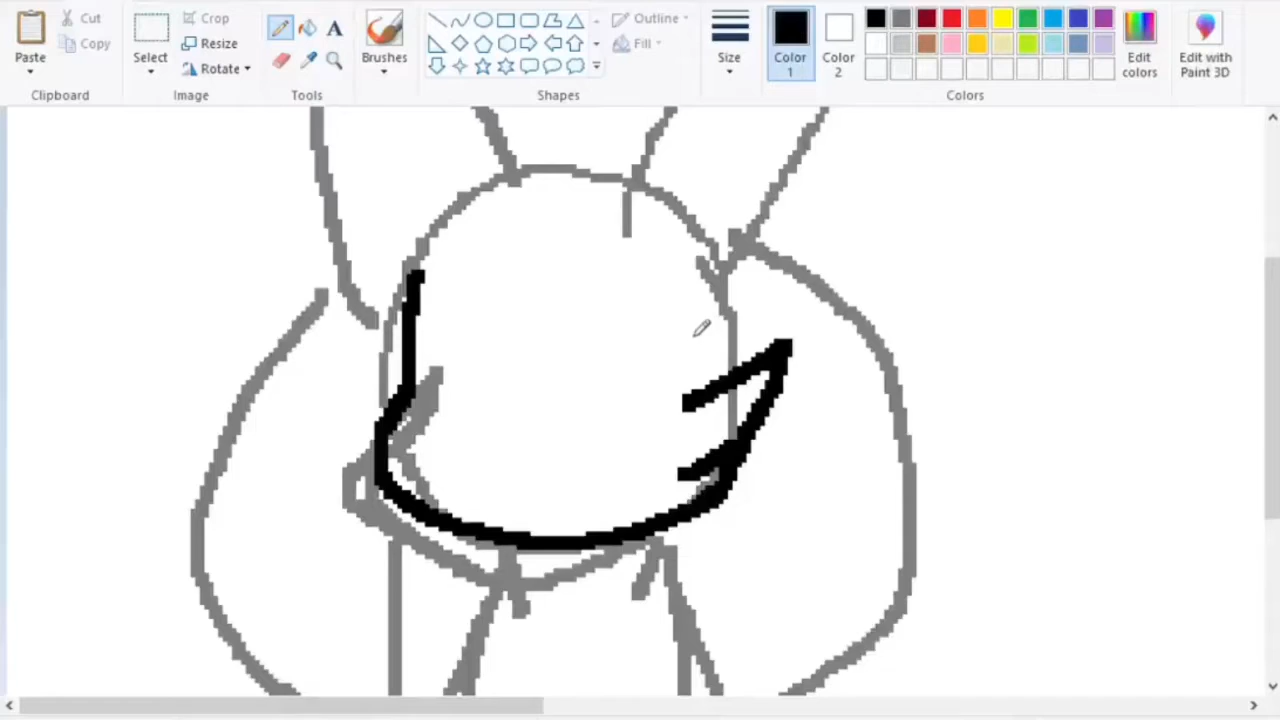 Paste
Cut
Copy
Clipboard
Select
Crop
Resize
Rotate
Image
A
Tools
Brushes
Shapes
Outline
Fill
Size
Color
1
Color
2
Edit
colors
Colors
Edit with
Paint 3D